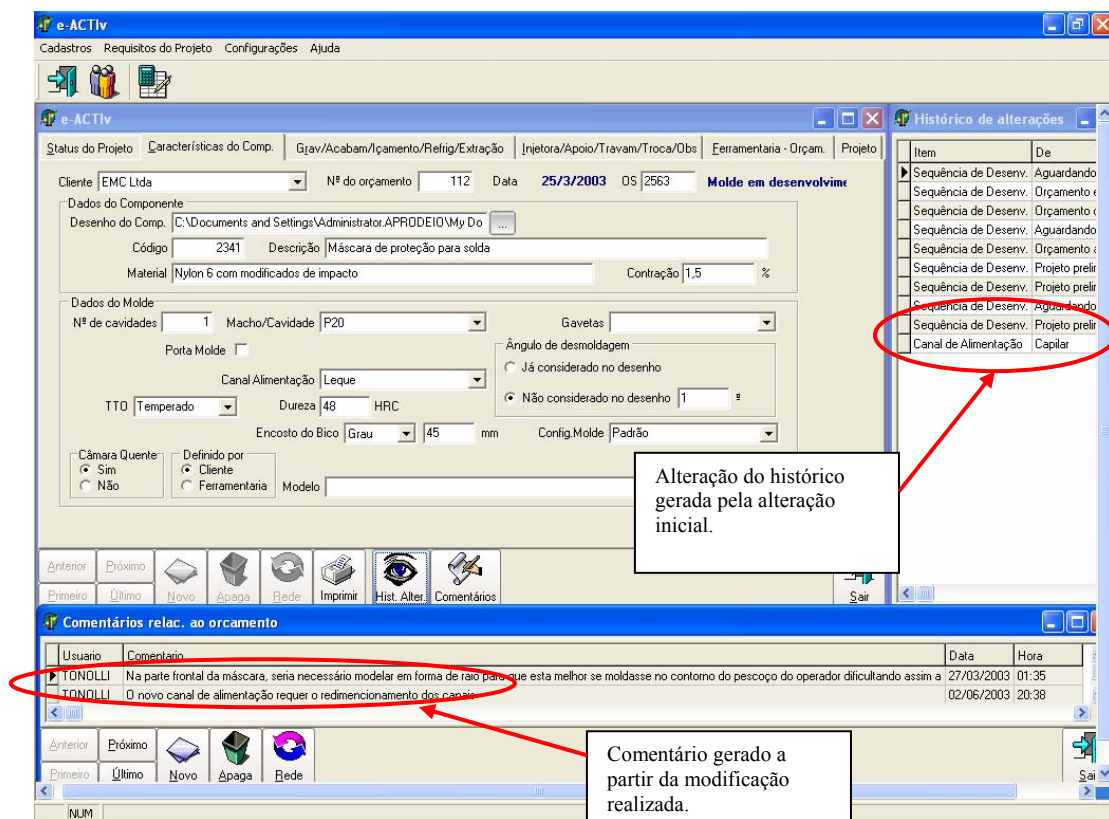 e-ACTIv
Cadastros Requisitos do Projeto Configurações Ajuda
e-ACTIv
Status do Projeto Características do Comp. Grav/Acabam/Içamento/Refrig/Extração Injetora/Apoio/Travam/Troca/Obs Ferramentaria - Orçam. Projeto
Cliente EMC Ltda Nº do orçamento 112 Data 25/3/2003 OS 2563 Molde em desenvolvime
Dados do Componente
Desenho do Comp. C:\Documents and Settings\Administrator.APRODEIO\My Do ...
Código 2341 Descrição Máscara de proteção para solda
Material Nylon 6 com modificados de impacto Contração 1,5 %
Dados do Molde
Nº de cavidades 1 Macho/Cavidade P20 Gavetas
Porta Molde
Ângulo de desmoldagem
Já considerado no desenho
Canal Alimentação Leque
Não considerado no desenho 1 º
TTO Temperado Dureza 48 HRC
Encosto do Bico Grau 45 mm Config.Molde Padrão
Câmara Quente
Sim
Não
Definido por
Cliente
Ferramentaria
Modelo
Anterior Próximo
Primeiro Último Novo Apaga Rede Imprimir Hist. Alter. Comentários Sair
Histórico de alterações
Item De
Sequência de Desenv. Aguardando
Sequência de Desenv. Orçamento e
Sequência de Desenv. Orçamento
Sequência de Desenv. Aguardando
Sequência de Desenv. Orçamento
Sequência de Desenv. Projeto prelir
Sequência de Desenv. Projeto prelir
Sequência de Desenv. Aguardando
Sequência de Desenv. Projeto prelir
Canal de Alimentação Capilar
Alteração do histórico
gerada pela alteração
inicial.
Comentários relac. ao orcamento
Usuario Comentario Data Hora
TONOLLI Na parte frontal da máscara, seria necessário modelar em forma de raio para que esta melhor se moldasse no contorno do pescoço do operador dificultando assim a 27/03/2003 01:35
TONOLLI O novo canal de alimentação requer o redimencionamento dos canais 02/06/2003 20:38
Anterior Próximo
Primeiro Último Novo Apaga Rede Sai
Comentário gerado a
partir da modificação
realizada.
NUM